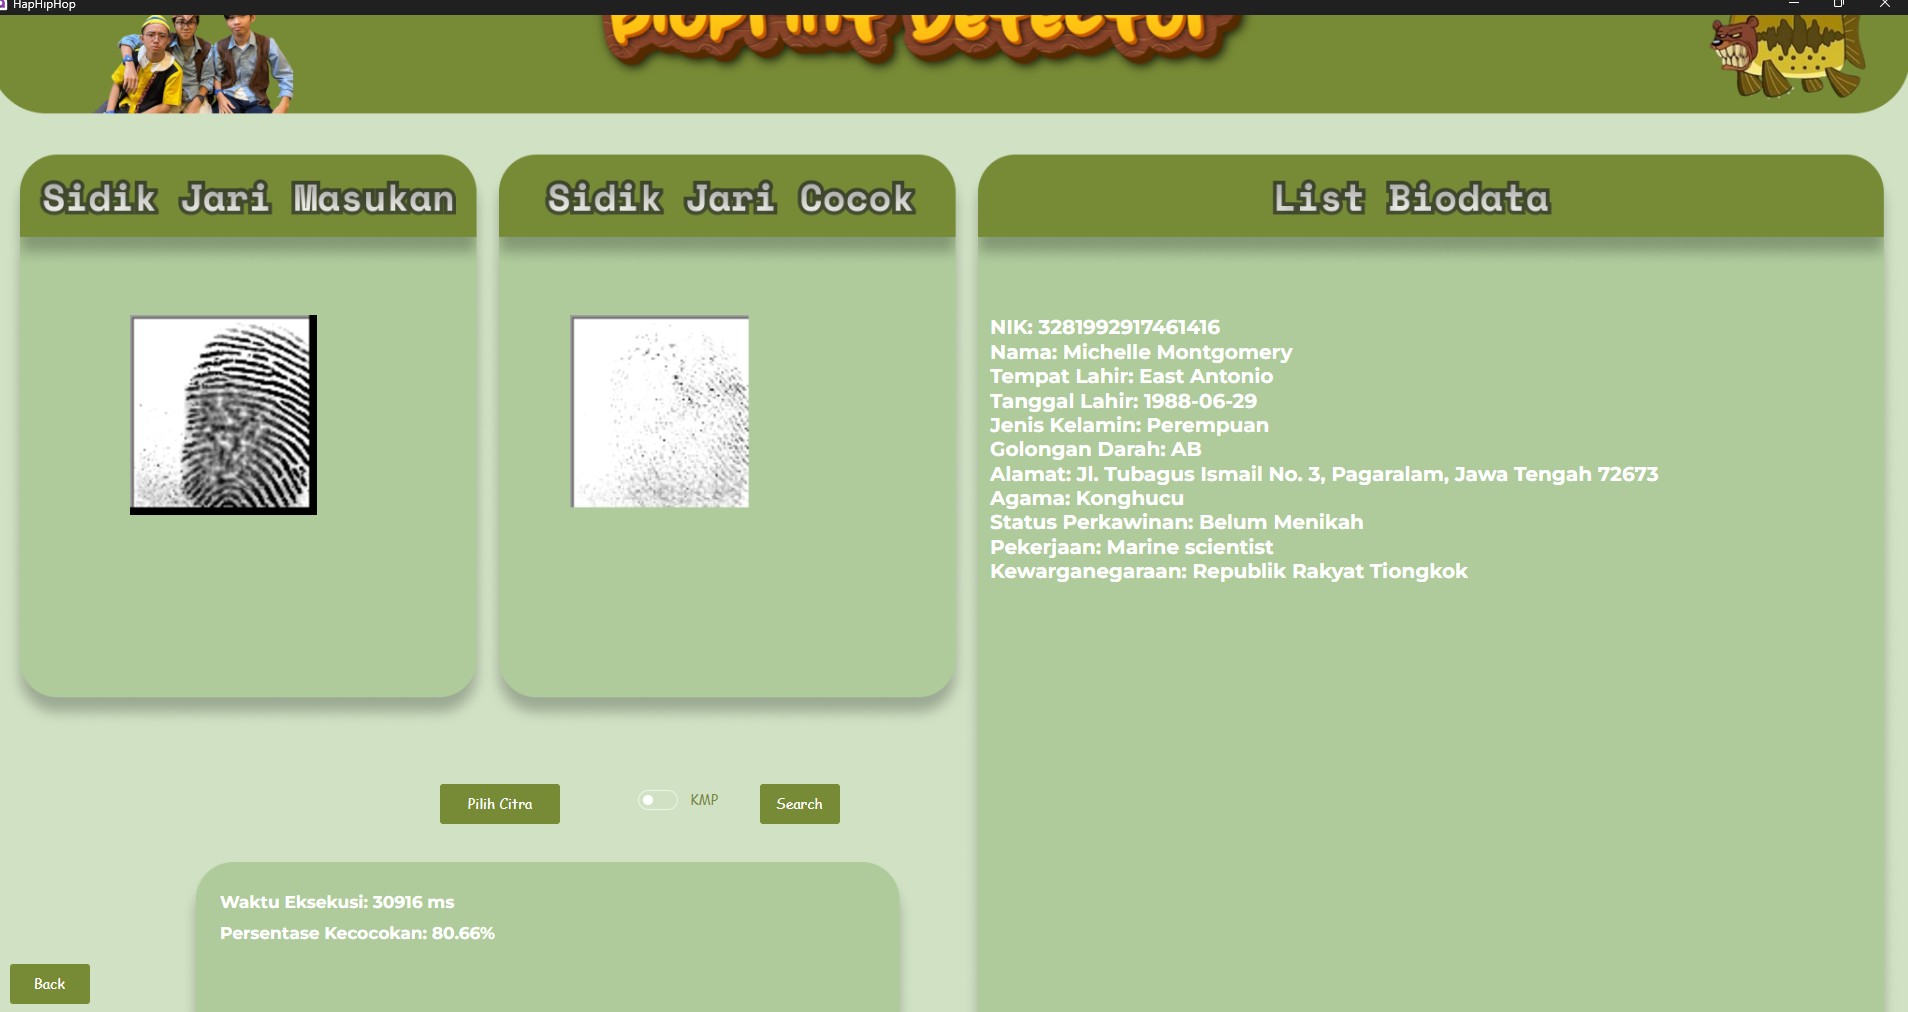 HapHipHop
Bioprint Detector
Sidik Jari Masukan
Sidik Jari Cocok
List Biodata
NIK: 3281992917461416
Nama: Michelle Montgomery
Tempat Lahir: East Antonio
Tanggal Lahir: 1988-06-29
Jenis Kelamin: Perempuan
Golongan Darah: AB
Alamat: Jl. Tubagus Ismail No. 3, Pagaralam, Jawa Tengah 72673
Agama: Konghucu
Status Perkawinan: Belum Menikah
Pekerjaan: Marine scientist
Kewarganegaraan: Republik Rakyat Tiongkok
Pilih Citra
KMP
Search
Waktu Eksekusi: 30916 ms
Persentase Kecocokan: 80.66%
Back